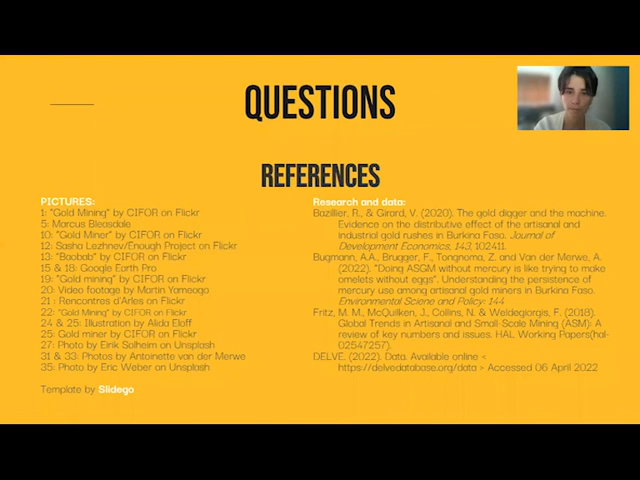 QUESTIONS
REFERENCES
PICTURES:
1: "Gold Mining" by CIFOR on Flickr
5: Marcus Bleasdale
10: "Gold Miner" by CIFOR on Flickr
12: Sasha Lezhnev/Enough Project on Flickr
13: "Baobab" by CIFOR on Flickr
15 & 18: Google Earth Pro
19: "Gold mining" by CIFOR on Flickr
20: Video footage by Martin Yameogo
21 : Rencontres d'Arles on Flickr
22: "Gold Mining" by CIFOR on Flickr
24 & 25: Illustration by Alida Eloff
25: Gold miner by CIFOR on Flickr
27: Photo by Eirik Solheim on Unsplash
31 & 33: Photos by Antoinette van der Merwe
35: Photo by Eric Weber on Unsplash
Template by Slidego
Research and data:
Bazillier, R., & Girard, V. (2020). The gold digger and the machine.
Evidence on the distributive effect of the artisanal and
industrial gold rushes in Burkina Faso. Journal of
Development Economics, 143, 102411.
Bugmann, A.A., Brugger, F., Tongnoma, Z. and Van der Merwe, A.
(2022). "Doing ASGM without mercury is like trying to make
omelets without eggs". Understanding the persistence of
mercury use among artisanal gold miners in Burkina Faso.
Environmental Sciene and Policy: 144
Fritz, M. M., McQuilken, J., Collins, N. & Weldegiorgis, F. (2018).
Global Trends in Artisanal and Small-Scale Mining (ASM): A
review of key numbers and issues. HAL Working Papers(hal-
02547257).
DELVE. (2022). Data. Available online <
https://delvedatabase.org/data > Accessed 06 April 2022